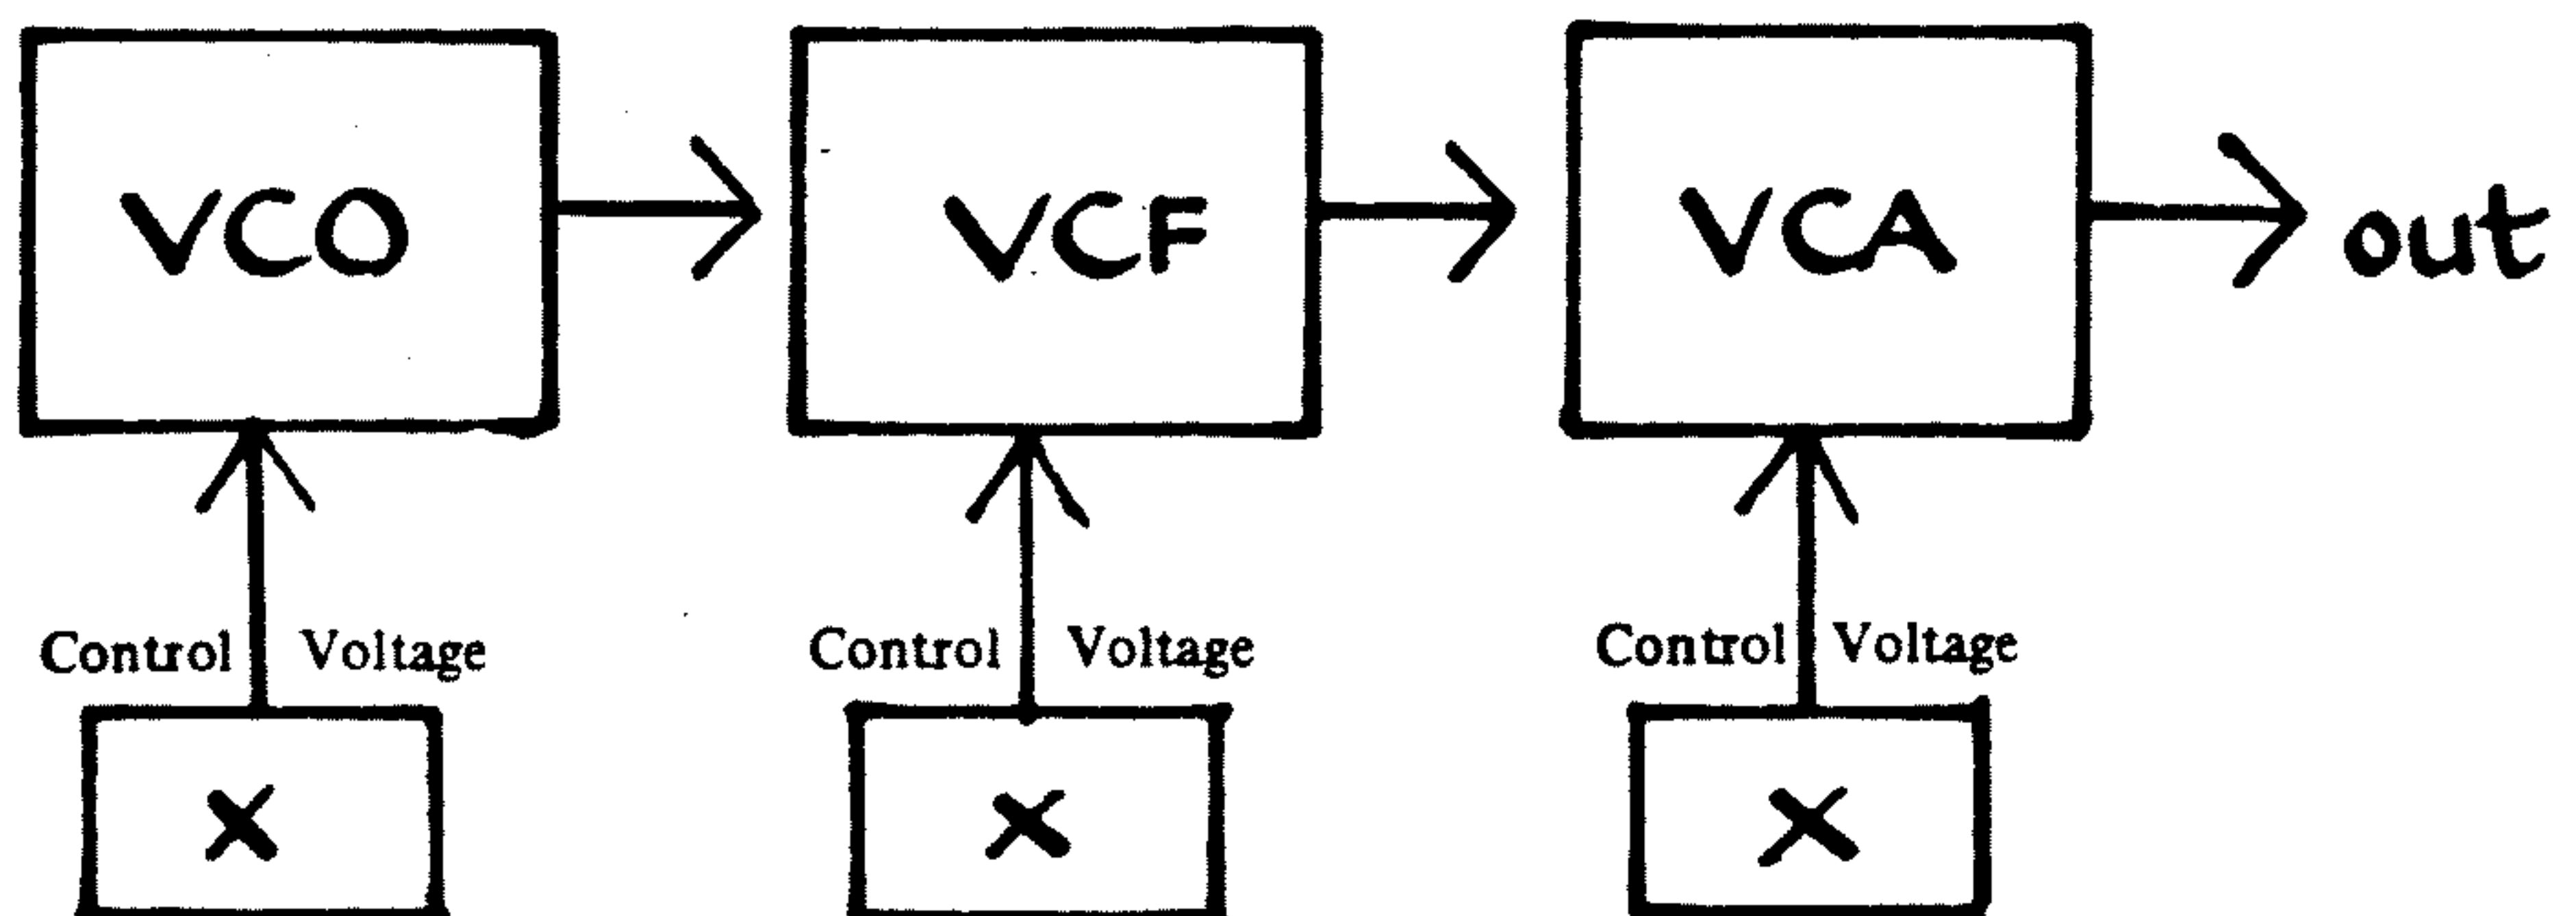 VCO VCF VCA out
Control Voltage Control Voltage Control Voltage
X X X